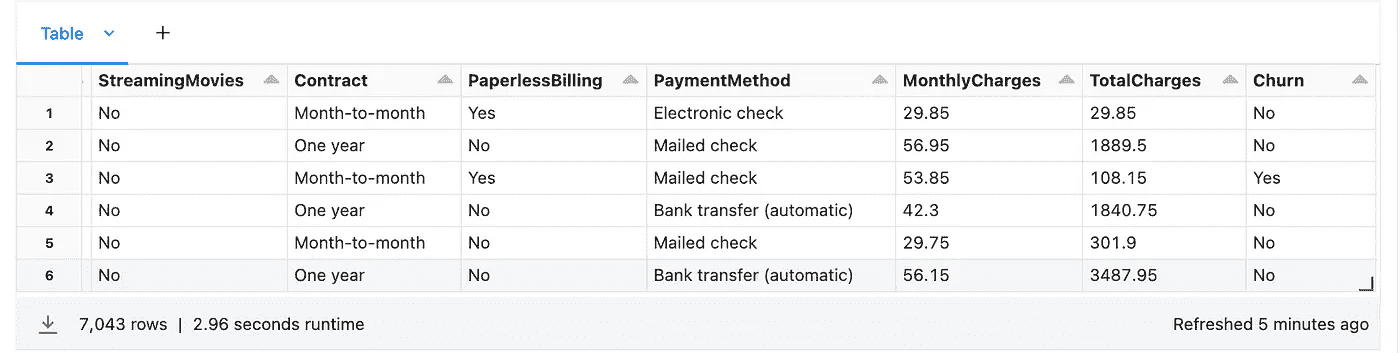 Table +
StreamingMovies Contract PaperlessBilling PaymentMethod MonthlyCharges TotalCharges Churn
1 No Month-to-month Yes Electronic check 29.85 29.85 No
2 No One year No Mailed check 56.95 1889.5 No
3 No Month-to-month Yes Mailed check 53.85 108.15 Yes
4 No One year No Bank transfer (automatic) 42.3 1840.75 No
5 No Month-to-month No Mailed check 29.75 301.9 No
6 No One year No Bank transfer (automatic) 56.15 3487.95 No
7,043 rows | 2.96 seconds runtime Refreshed 5 minutes ago